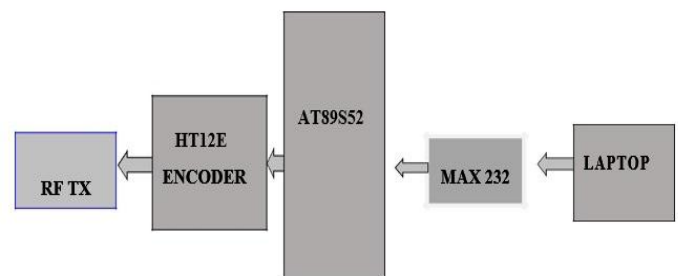 RF TX
HT12E
ENCODER
AT89S52
MAX 232
LAPTOP